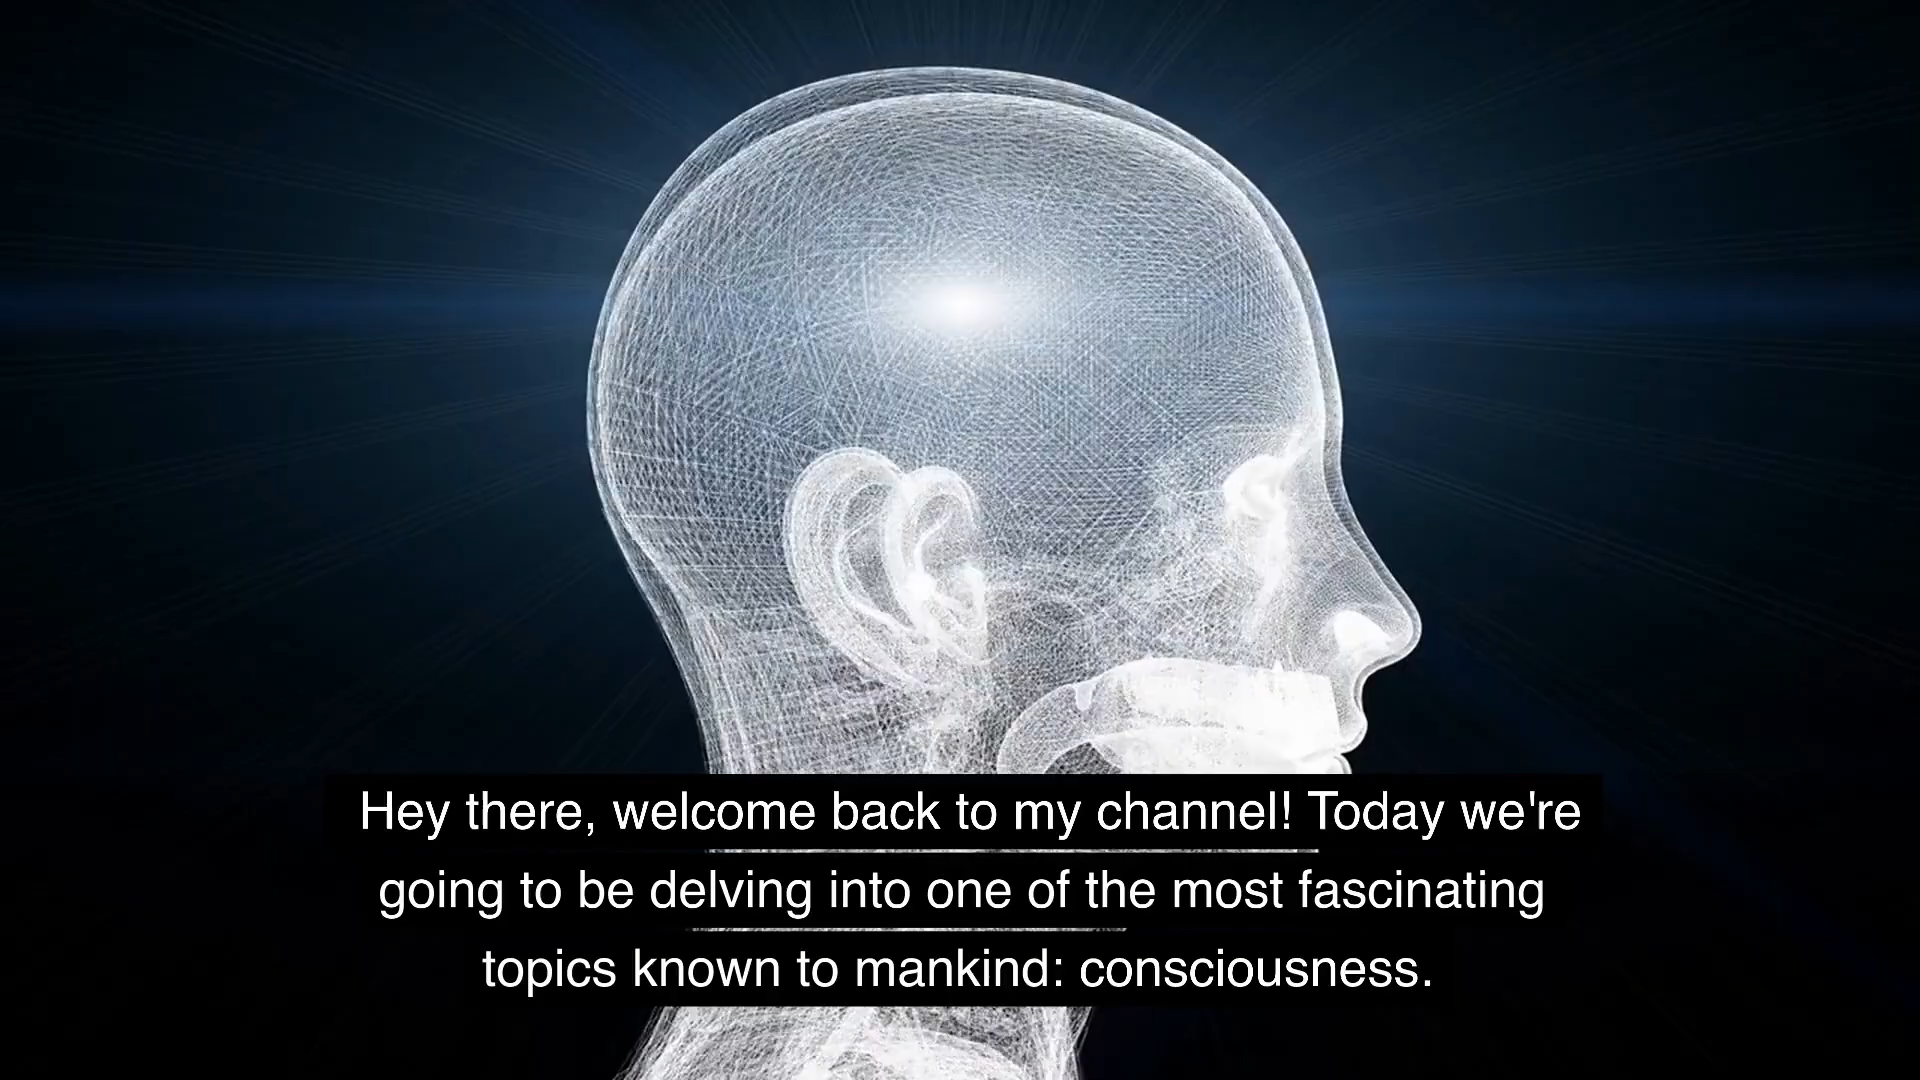 Hey there, welcome back to my channel! Today we're
going to be delving into one of the most fascinating
topics known to mankind: consciousness.